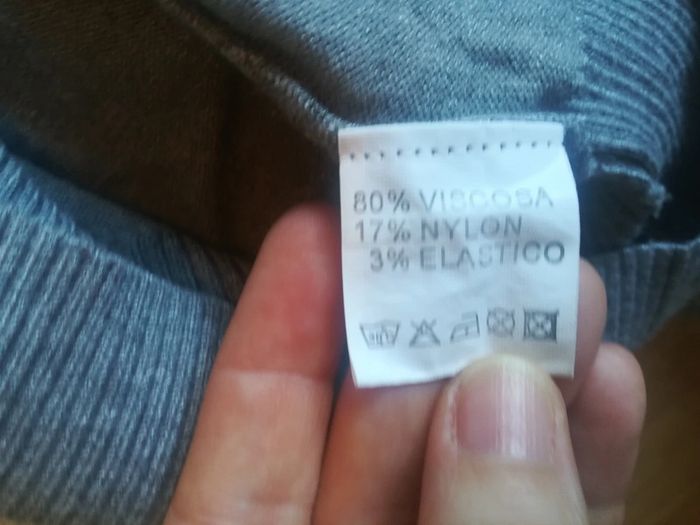 80% VISCOSA
17% NYLON
3% ELASTICO